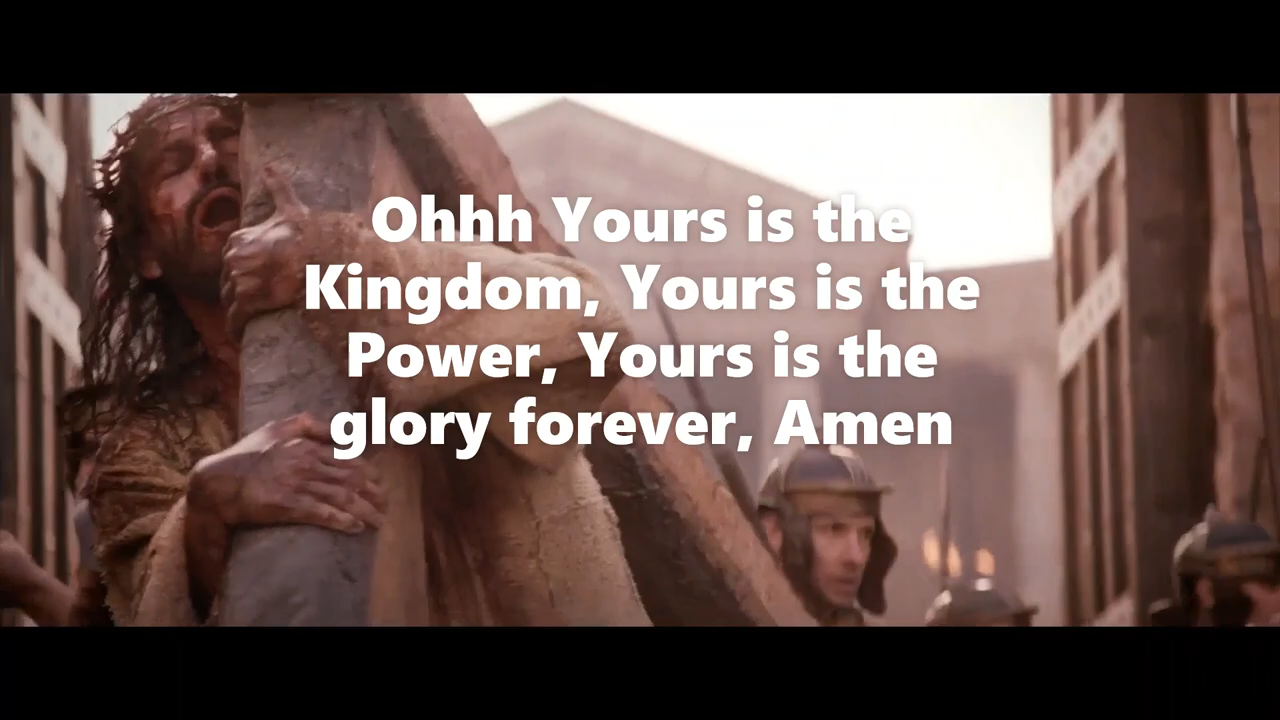 Ohhh Yours is the
Kingdom, Yours is the
Power, Yours is the
glory forever, Amen